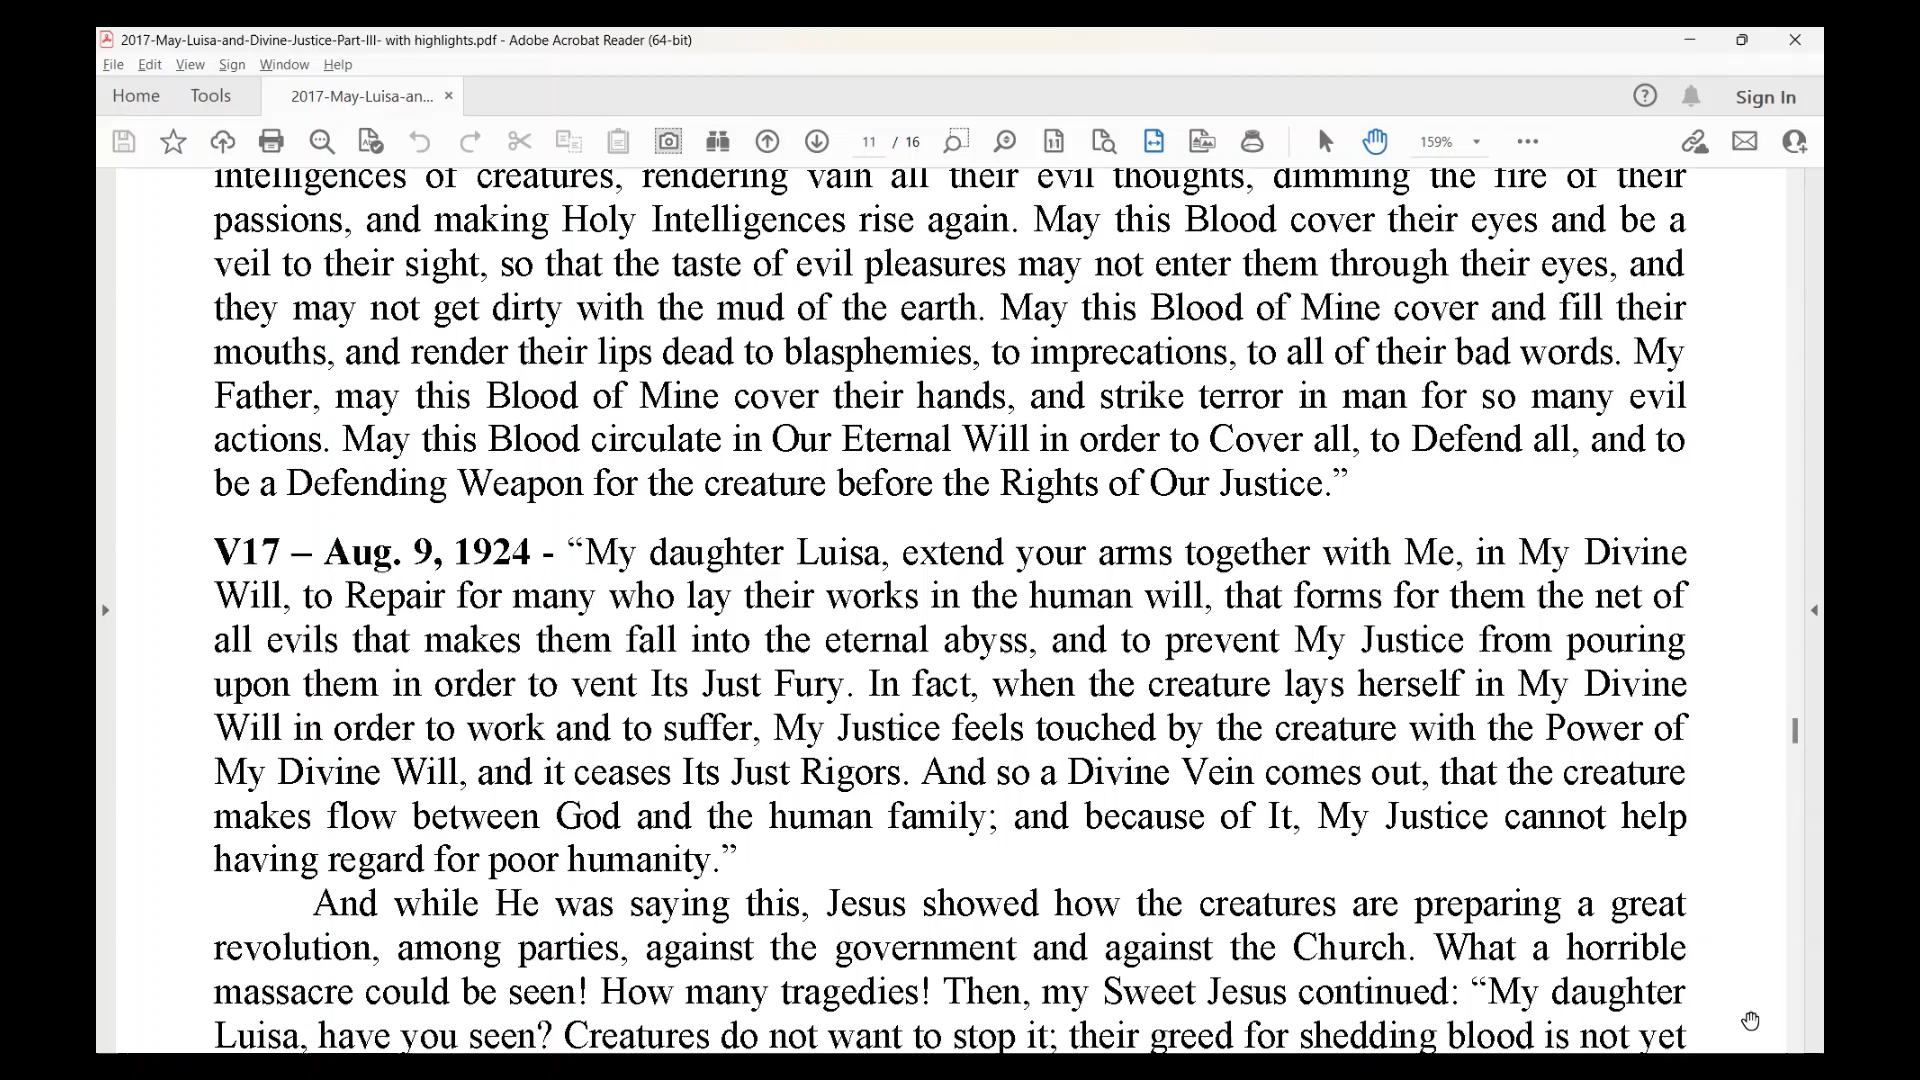 2017-May-Luisa-and-Divine-Justice-Part-III- with highlights.pdf - Adobe Acrobat Reader (64-bit)
File Edit View Sign Window Help
Home Tools 2017-May-Luisa-an... Sign In
11 / 16 159%
intelligences of creatures, rendering vain all their evil thoughts, dimming the fire of their
passions, and making Holy Intelligences rise again. May this Blood cover their eyes and be a
veil to their sight, so that the taste of evil pleasures may not enter them through their eyes, and
they may not get dirty with the mud of the earth. May this Blood of Mine cover and fill their
mouths, and render their lips dead to blasphemies, to imprecations, to all of their bad words. My
Father, may this Blood of Mine cover their hands, and strike terror in man for so many evil
actions. May this Blood circulate in Our Eternal Will in order to Cover all, to Defend all, and to
be a Defending Weapon for the creature before the Rights of Our Justice.”
V17 – Aug. 9, 1924 - “My daughter Luisa, extend your arms together with Me, in My Divine
Will, to Repair for many who lay their works in the human will, that forms for them the net of
all evils that makes them fall into the eternal abyss, and to prevent My Justice from pouring
upon them in order to vent Its Just Fury. In fact, when the creature lays herself in My Divine
Will in order to work and to suffer, My Justice feels touched by the creature with the Power of
My Divine Will, and it ceases Its Just Rigors. And so a Divine Vein comes out, that the creature
makes flow between God and the human family; and because of It, My Justice cannot help
having regard for poor humanity.”
And while He was saying this, Jesus showed how the creatures are preparing a great
revolution, among parties, against the government and against the Church. What a horrible
massacre could be seen! How many tragedies! Then, my Sweet Jesus continued: “My daughter
Luisa, have you seen? Creatures do not want to stop it; their greed for shedding blood is not yet